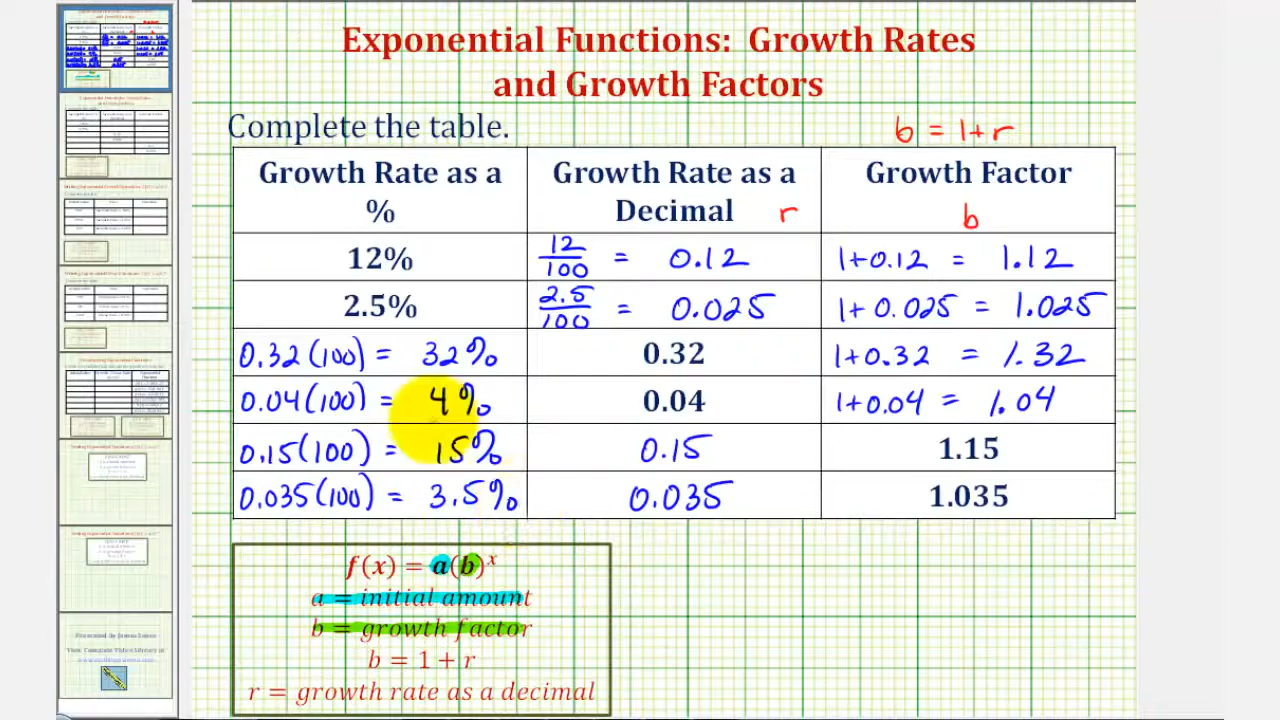 Exponential Functions: Growth Rates
and Growth Factors
Complete the table.
b = 1+r
Growth Rate as a
%
Growth Rate as a
Decimal r
Growth Factor
b
12% 12/100 = 0.12 1+0.12 = 1.12
2.5% 2.5/100 = 0.025 1+0.025 = 1.025
0.32(100) = 32% 0.32 1+0.32 = 1.32
0.04(100) = 4% 0.04 1+0.04 = 1.04
0.15(100) = 15% 0.15 1.15
0.035(100) = 3.5% 0.035 1.035
f(x) = a(b)^x
a = initial amount
b = growth factor
b = 1 + r
r = growth rate as a decimal